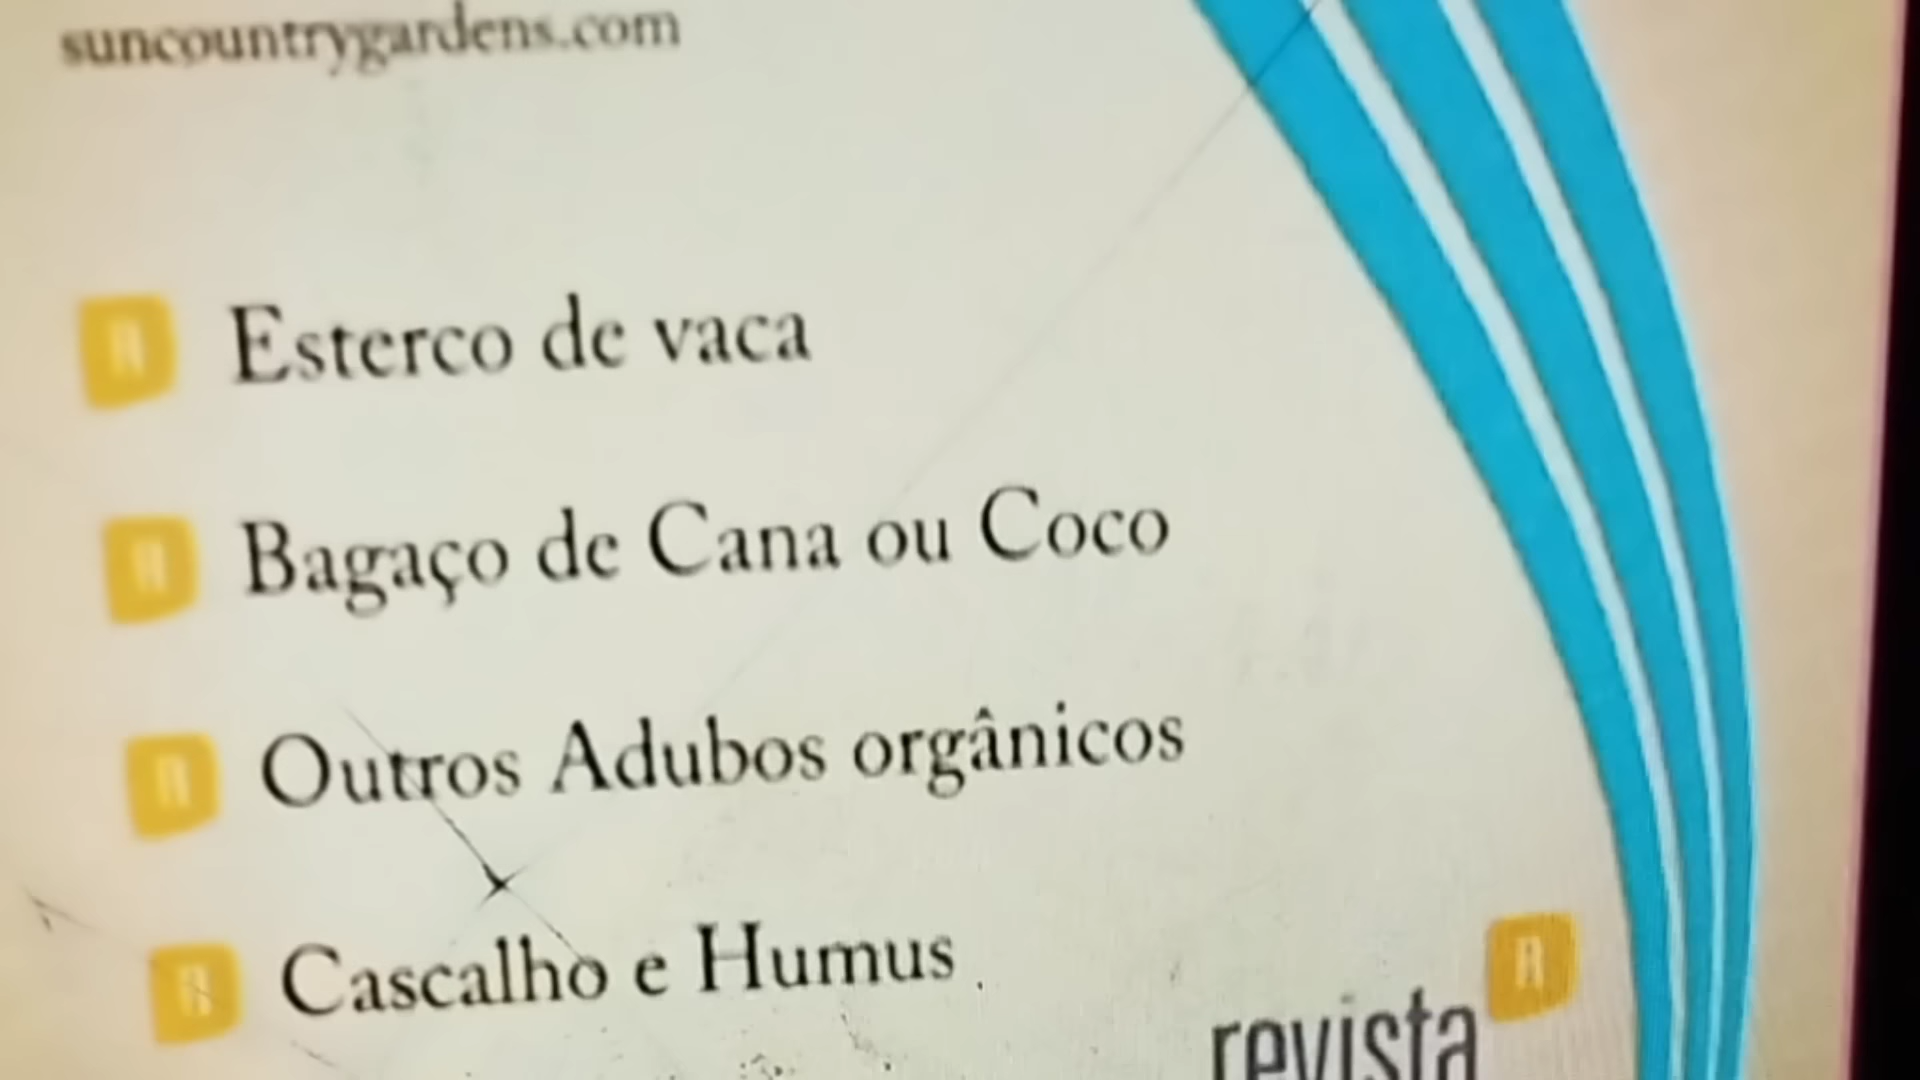 suncountrygardens.com
R Esterco de vaca
R Bagaço de Cana ou Coco
R Outros Adubos orgânicos
R Cascalho e Humus
R
revista